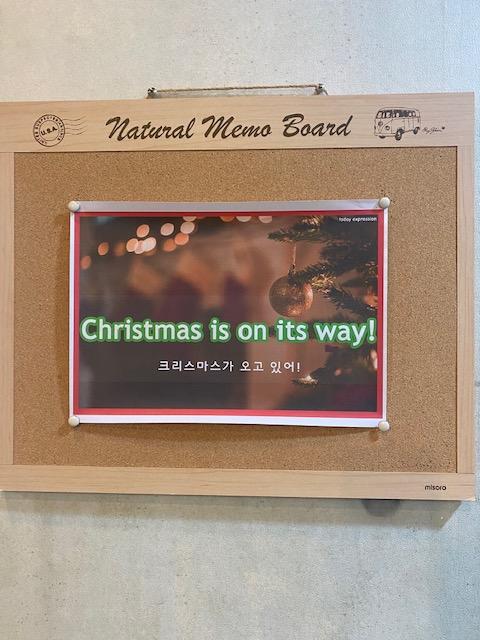 U.S.A.
Natural Memo Board
today expression
Christmas is on its way!
크리스마스가 오고 있어!
misoro